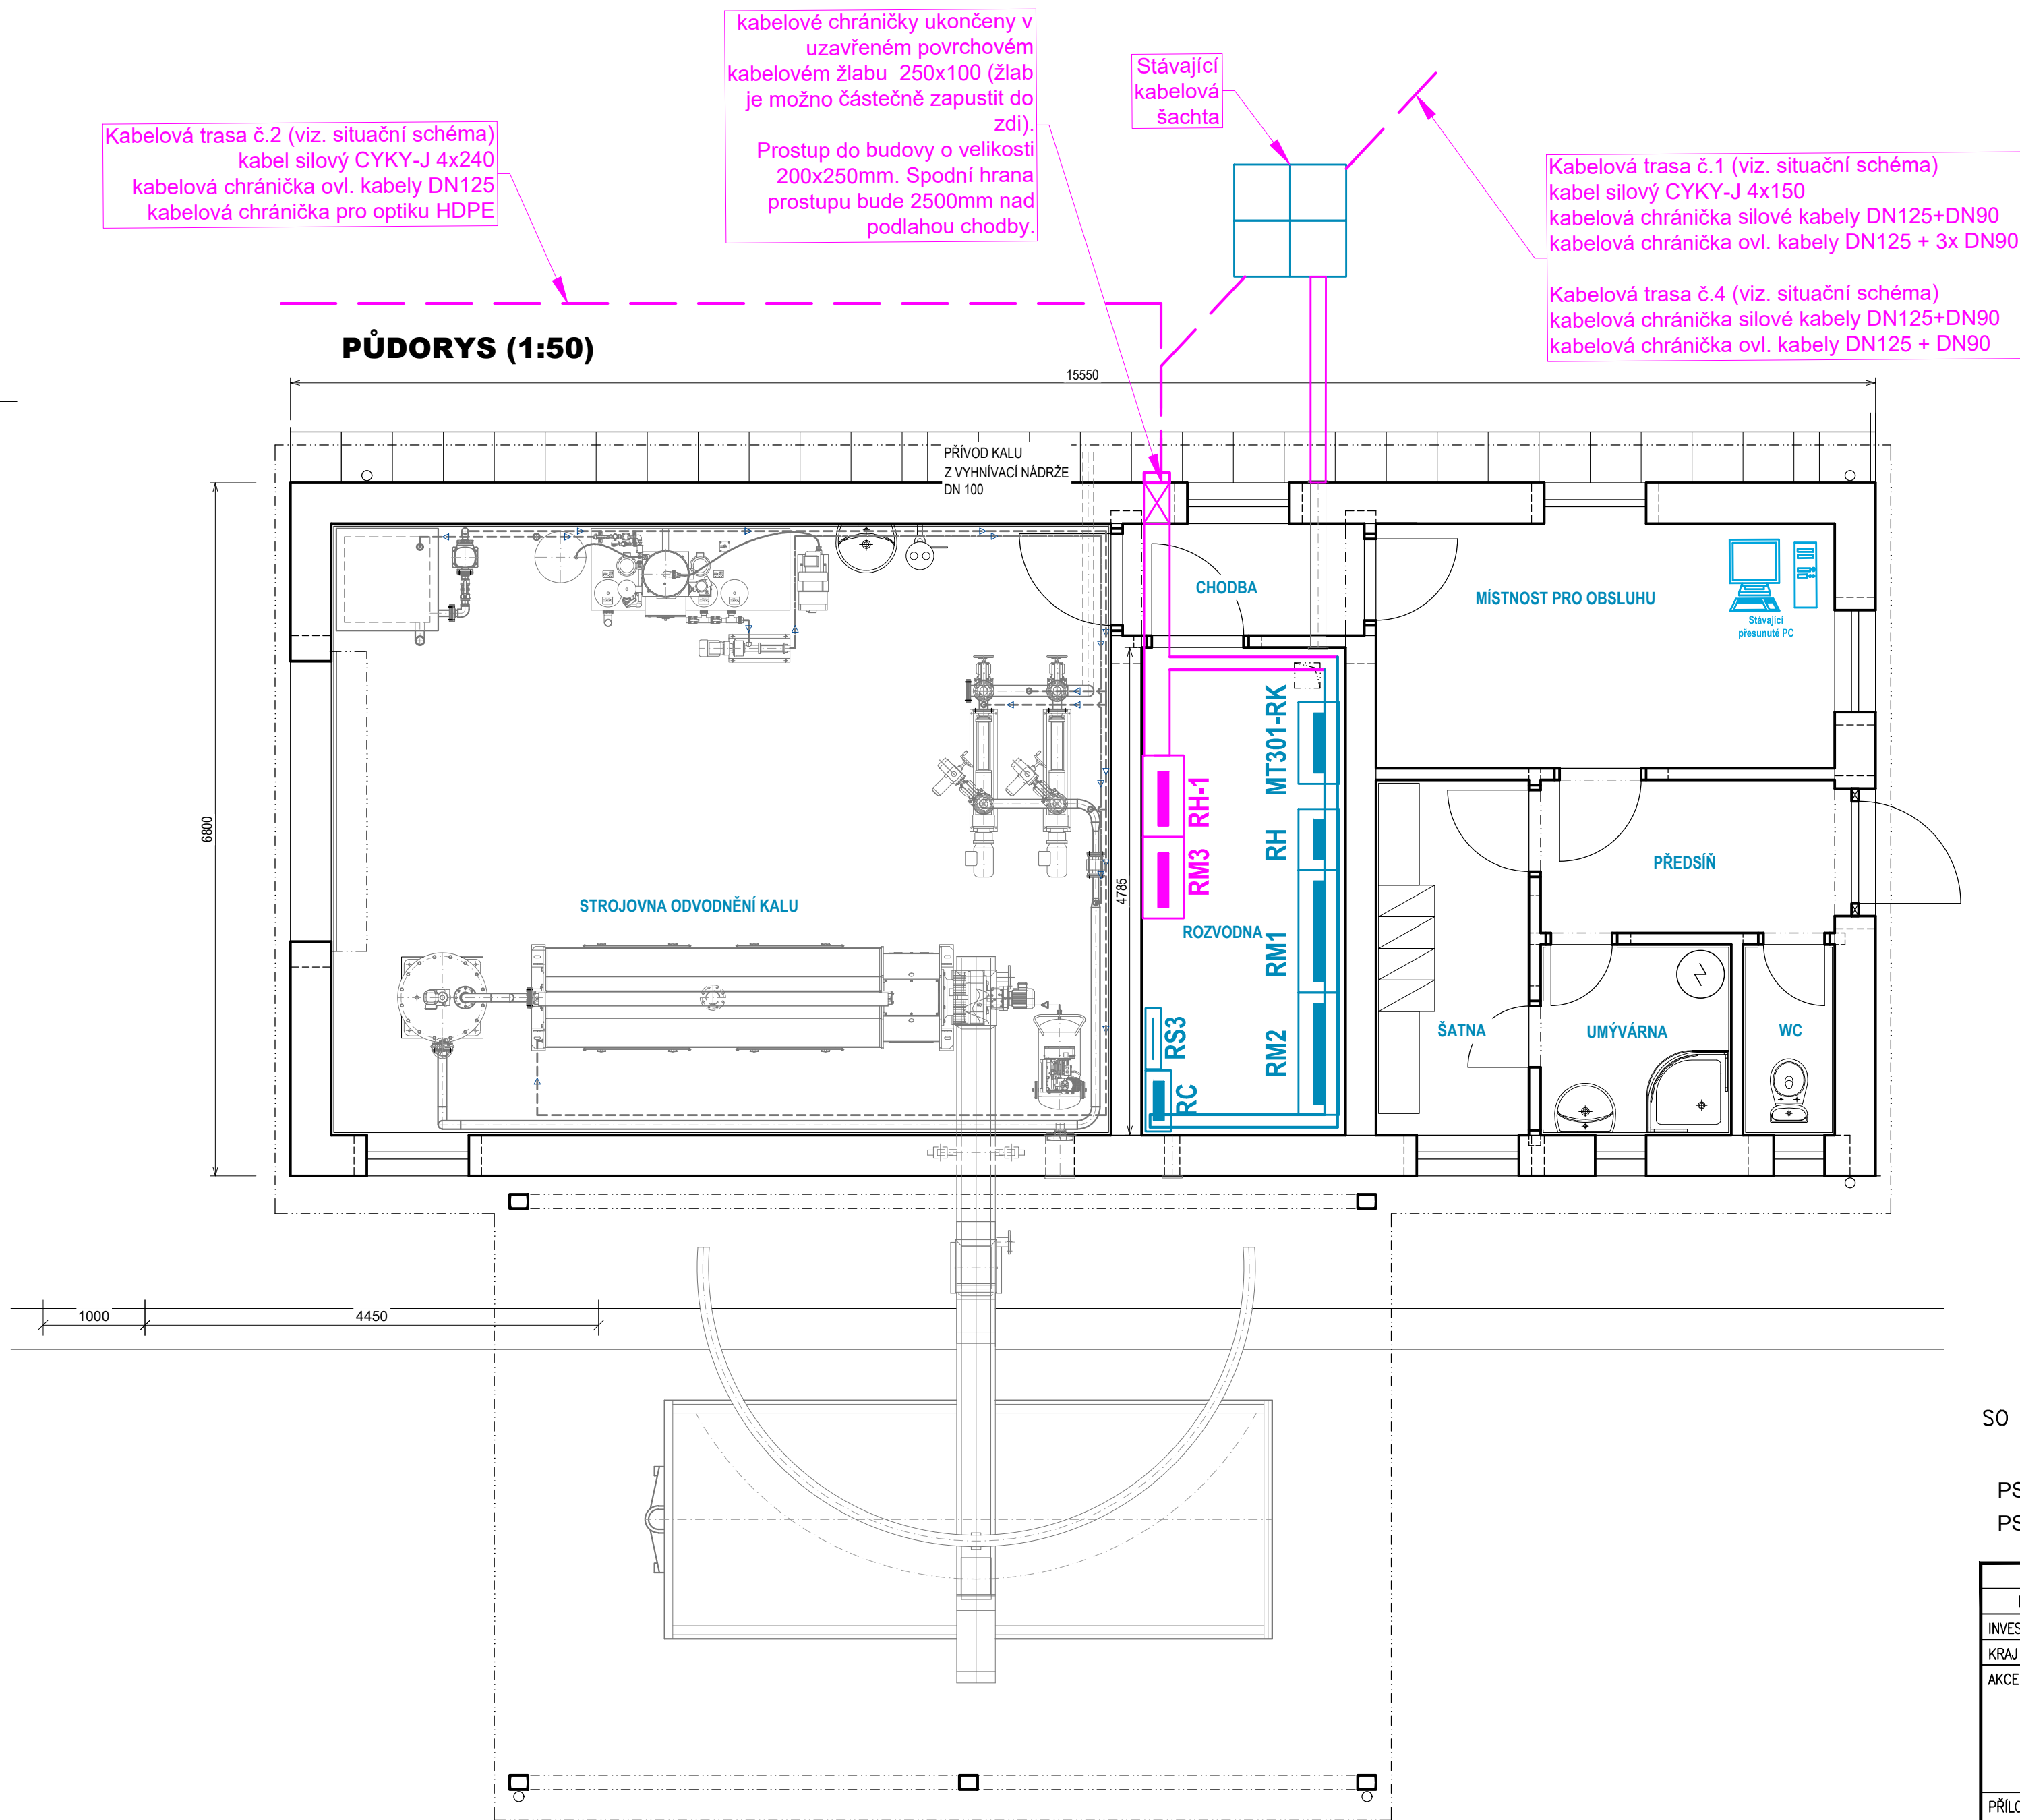 kabelové chráničky ukončeny v
uzavřeném povrchovém
kabelovém žlabu 250x100 (žlab
je možno částečně zapustit do
zdi).
Prostup do budovy o velikosti
200x250mm. Spodní hrana
prostupu bude 2500mm nad
podlahou chodby.
Stávající
kabelová
šachta
Kabelová trasa č.2 (viz. situační schéma)
kabel silový CYKY-J 4x240
kabelová chránička ovl. kabely DN125
kabelová chránička pro optiku HDPE
Kabelová trasa č.1 (viz. situační schéma)
kabel silový CYKY-J 4x150
kabelová chránička silové kabely DN125+DN90
kabelová chránička ovl. kabely DN125 + 3x DN90
Kabelová trasa č.4 (viz. situační schéma)
kabelová chránička silové kabely DN125+DN90
kabelová chránička ovl. kabely DN125 + DN90
PŮDORYS (1:50)
15550
PŘÍVOD KALU
Z VYHNÍVACÍ NÁDRŽE
DN 100
CHODBA
MÍSTNOST PRO OBSLUHU
Stávající
přesunuté PC
MT301-RK
RH-1
RH
RM3
6800
4785
PŘEDSÍŇ
STROJOVNA ODVODNĚNÍ KALU
ROZVODNA
RM1
RS3
RM2
RC
ŠATNA
UMÝVÁRNA
WC
1000
4450
SO
PS
PS
INVES
KRAJ
AKCE
PŘÍLO